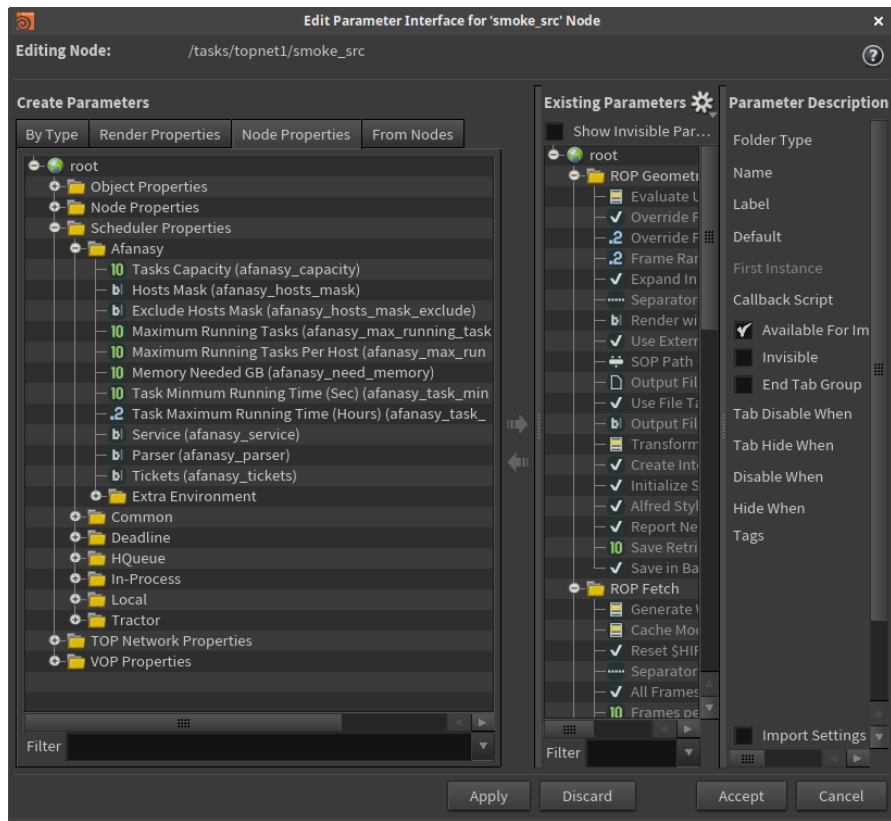 Edit Parameter Interface for 'smoke_src' Node
Editing Node: /tasks/topnet1/smoke_src
Create Parameters
By Type Render Properties Node Properties From Nodes
root
Object Properties
Node Properties
Scheduler Properties
Afanasy
Tasks Capacity (afanasy_capacity)
Hosts Mask (afanasy_hosts_mask)
Exclude Hosts Mask (afanasy_hosts_mask_exclude)
Maximum Running Tasks (afanasy_max_running_task
Maximum Running Tasks Per Host (afanasy_max_run
Memory Needed GB (afanasy_need_memory)
Task Minmum Running Time (Sec) (afanasy_task_min
Task Maximum Running Time (Hours) (afanasy_task_
Service (afanasy_service)
Parser (afanasy_parser)
Tickets (afanasy_tickets)
Extra Environment
Common
Deadline
HQueue
In-Process
Local
Tractor
TOP Network Properties
VOP Properties
Filter
Existing Parameters
Show Invisible Par...
root
ROP Geometr
Evaluate U
Override F
Override F
Frame Ran
Expand In
Separator
Render wi
Use Extern
SOP Path
Output Fil
Use File Ta
Output Fil
Transform
Create Inte
Initialize S
Alfred Styl
Report Ne
Save Retri
Save in Ba
ROP Fetch
Generate W
Cache Mod
Reset $HIP
Separator
All Frames
Frames pe
Filter
Parameter Description
Folder Type
Name
Label
Default
First Instance
Callback Script
Available For Im
Invisible
End Tab Group
Tab Disable When
Tab Hide When
Disable When
Hide When
Tags
Import Settings
Apply Discard Accept Cancel